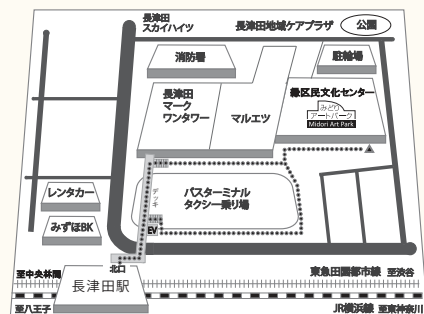 長津田
スカイハイツ
長津田地域ケアプラザ
公園
消防署
駐輪場
長津田
マーク
ワンタワー
マルエツ
緑区民文化センター
みどり
アートパーク
Midori Art Park
レンタカー
みずほBK
デッキ
バスターミナル
タクシー乗り場
EV
北口
至中央林間
東急田園都市線
至渋谷
長津田駅
至八王子
JR横浜線
至東神奈川